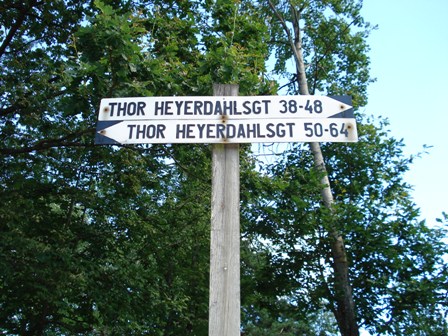 THOR HEYERDAHLSGT 38-48
THOR HEYERDAHLSGT 50-64